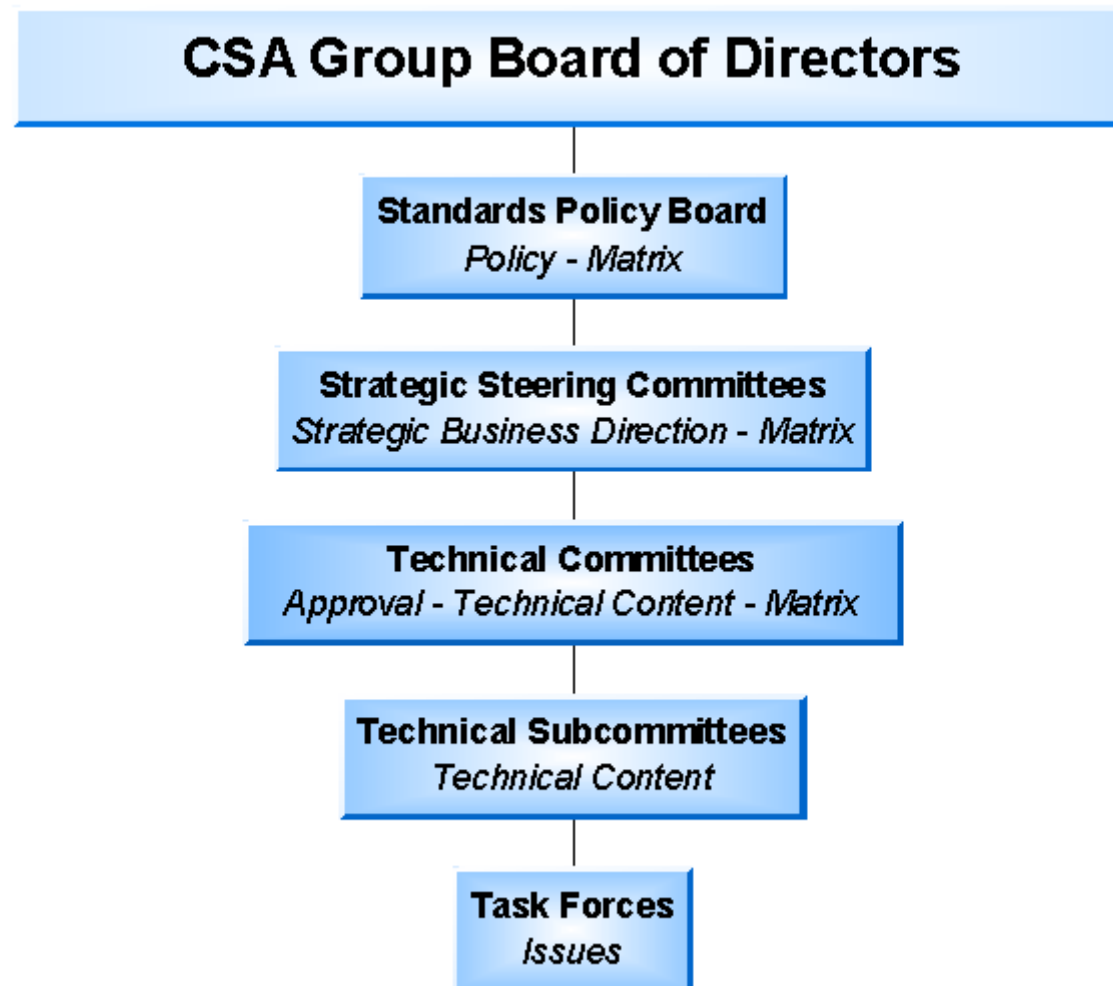 CSA Group Board of Directors
Standards Policy Board
Policy - Matrix
Strategic Steering Committees
Strategic Business Direction - Matrix
Technical Committees
Approval - Technical Content - Matrix
Technical Subcommittees
Technical Content
Task Forces
Issues